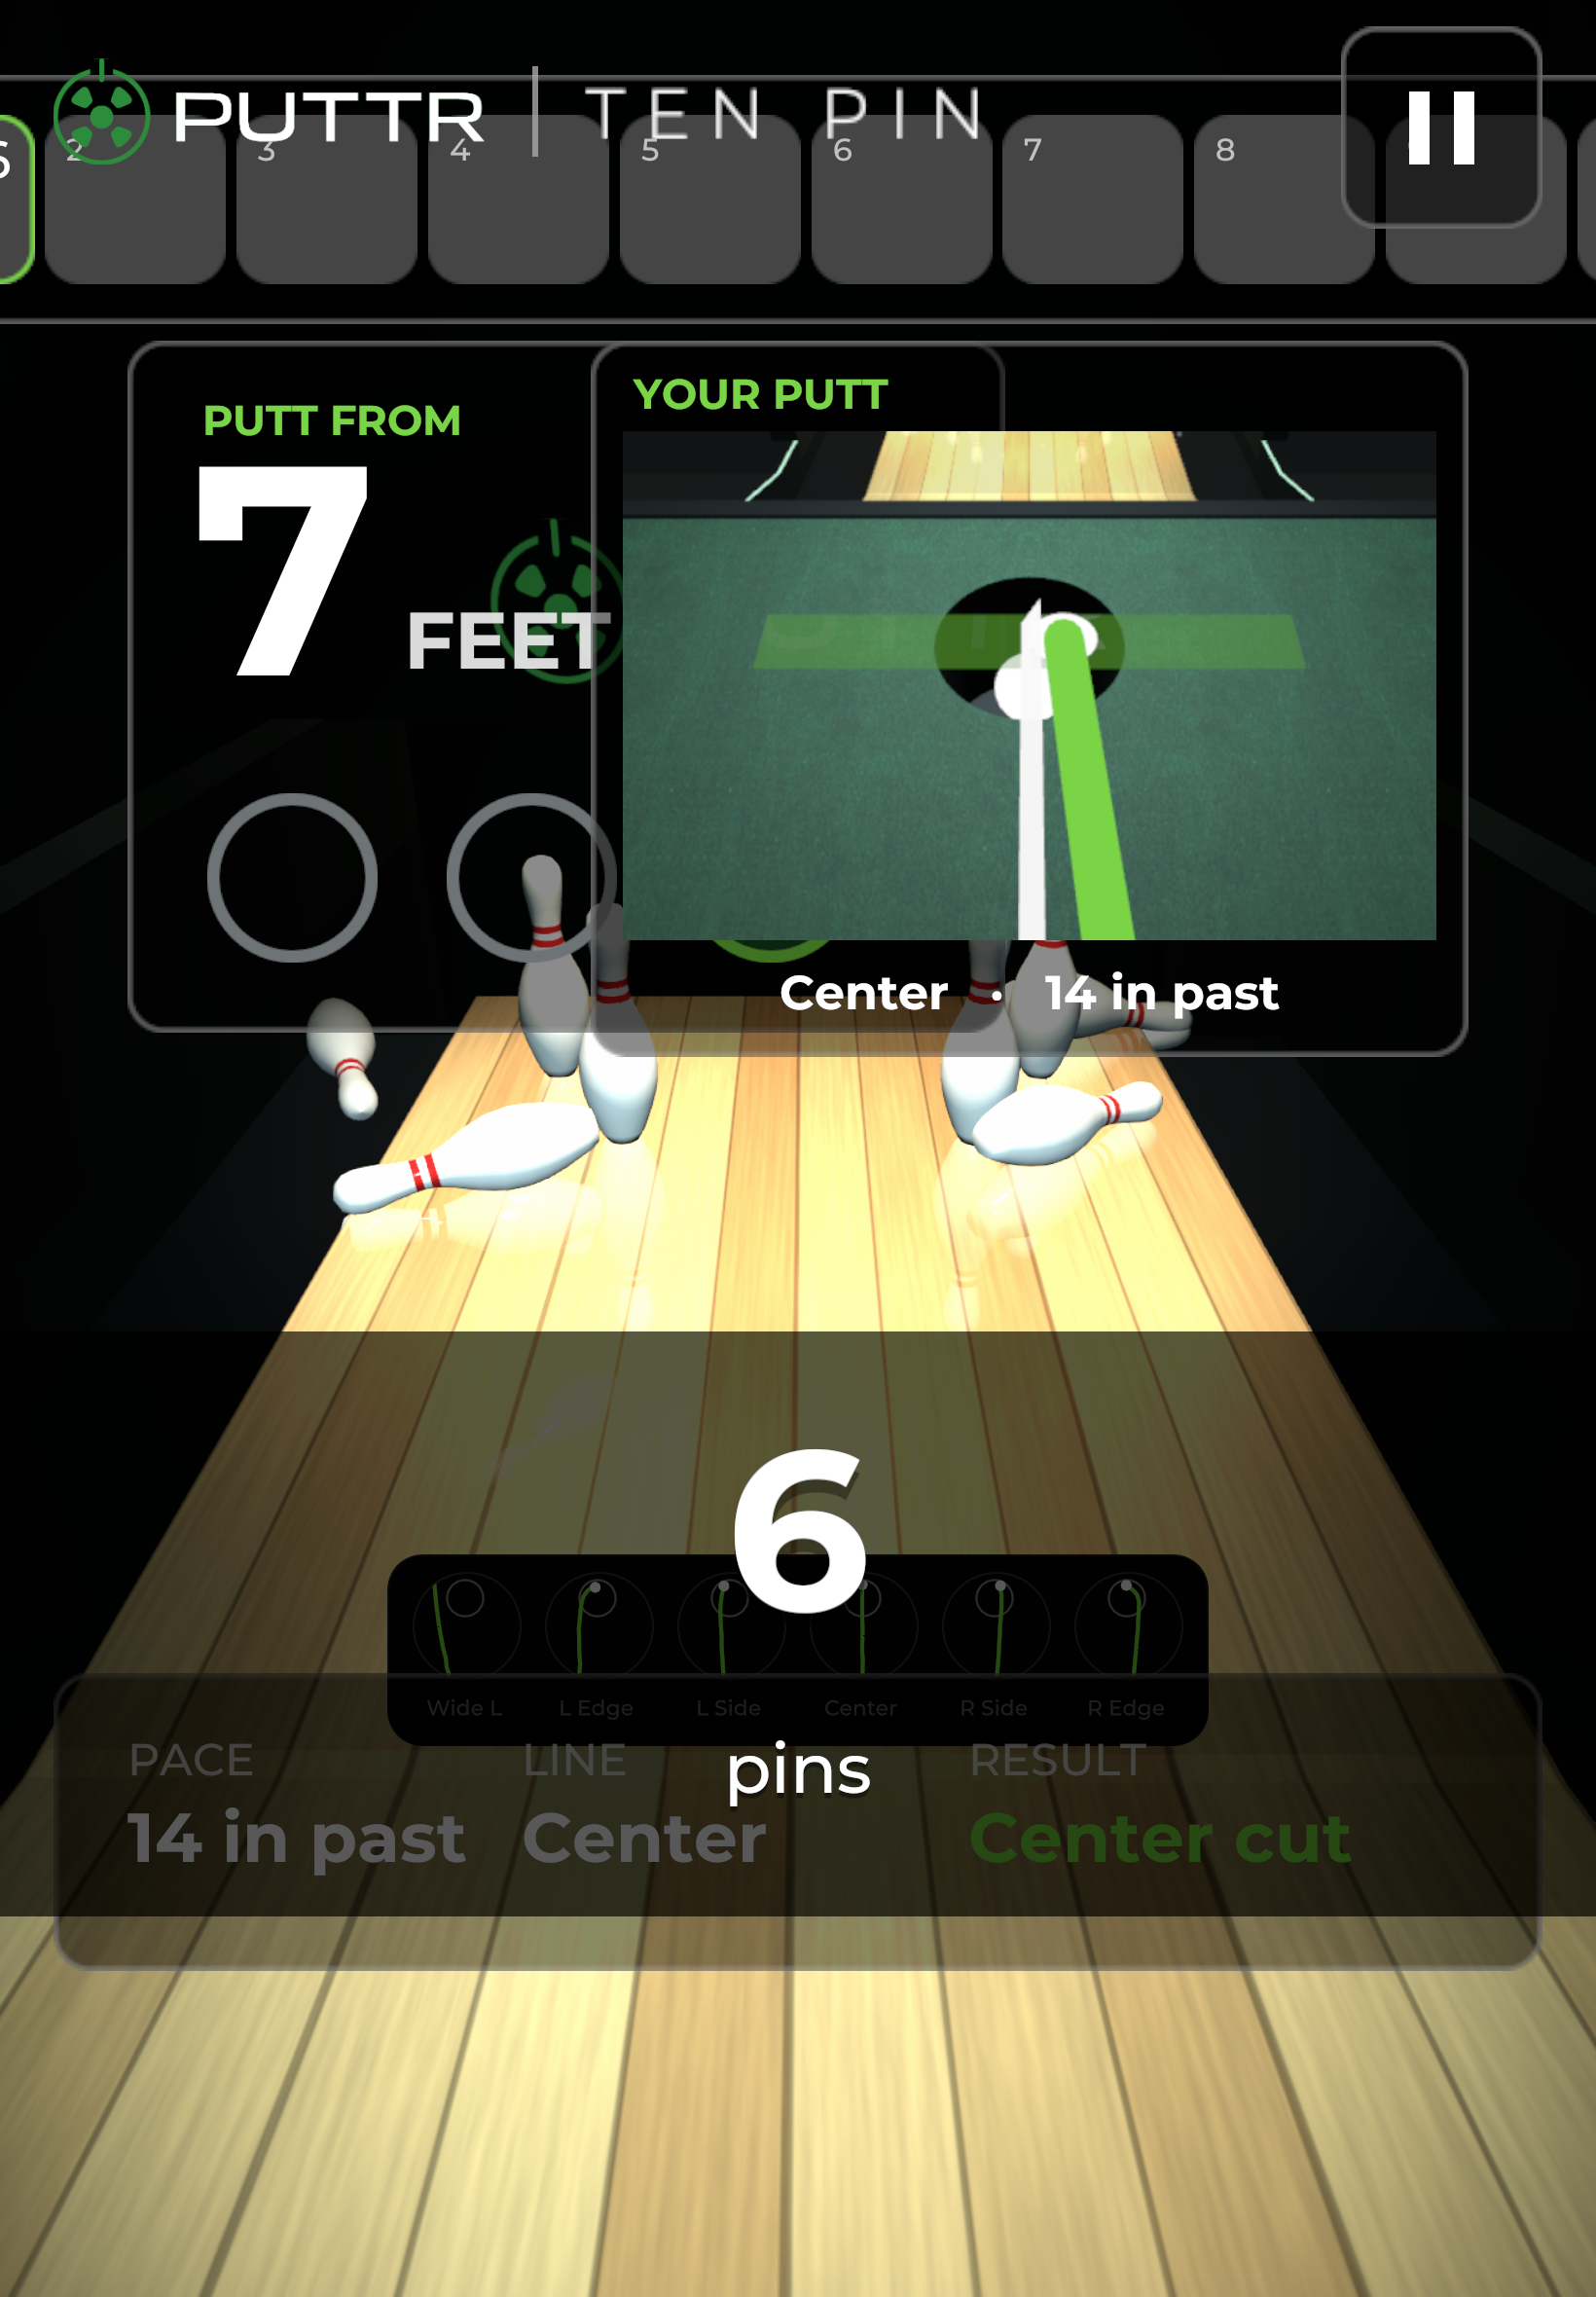 PUTTR | TEN PIN
2 3 4 5 6 7 8
PUTT FROM
7 FEET
YOUR PUTT
Center · 14 in past
6
pins
Wide L L Edge L Side Center R Side R Edge
PACE LINE RESULT
14 in past Center Center cut